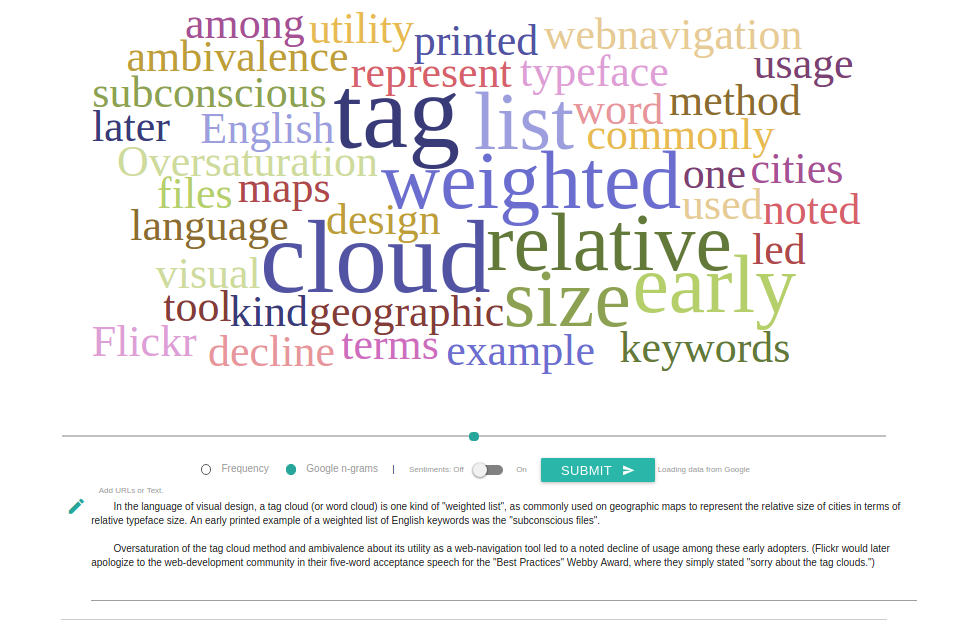 among utility printed webnavigation
ambivalence represent typeface usage
subconscious tag list word method
later English commonly
Oversaturation weighted one cities
files maps used noted
language design relative led
visual cloud size early
tool kind geographic
Flickr decline terms example keywords
Frequency Google n-grams | Sentiments: Off On SUBMIT Loading data from Google
Add URLs or Text.
In the language of visual design, a tag cloud (or word cloud) is one kind of "weighted list", as commonly used on geographic maps to represent the relative size of cities in terms of
relative typeface size. An early printed example of a weighted list of English keywords was the "subconscious files".
Oversaturation of the tag cloud method and ambivalence about its utility as a web-navigation tool led to a noted decline of usage among these early adopters. (Flickr would later
apologize to the web-development community in their five-word acceptance speech for the "Best Practices" Webby Award, where they simply stated "sorry about the tag clouds.")